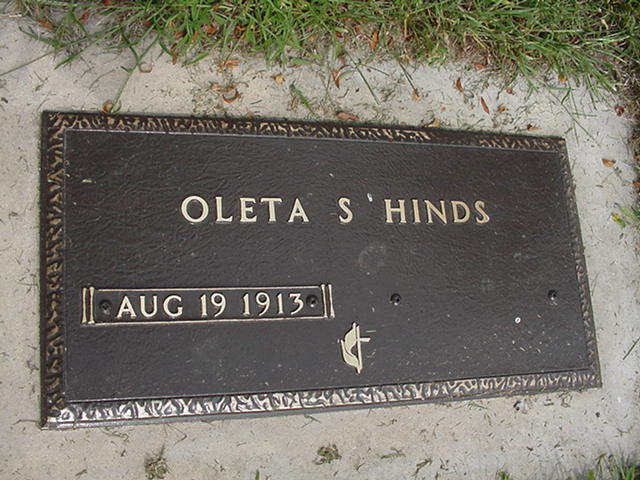 OLETA S HINDS
AUG 19 1913